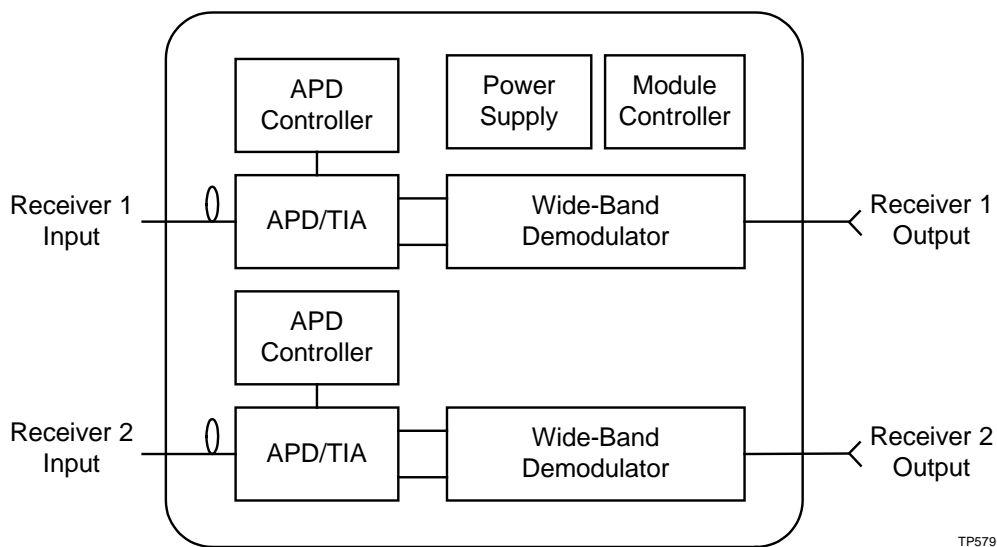 APD
Controller
Power
Supply
Module
Controller
Receiver 1
Input
APD/TIA
Wide-Band
Demodulator
Receiver 1
Output
APD
Controller
Receiver 2
Input
APD/TIA
Wide-Band
Demodulator
Receiver 2
Output
TP579